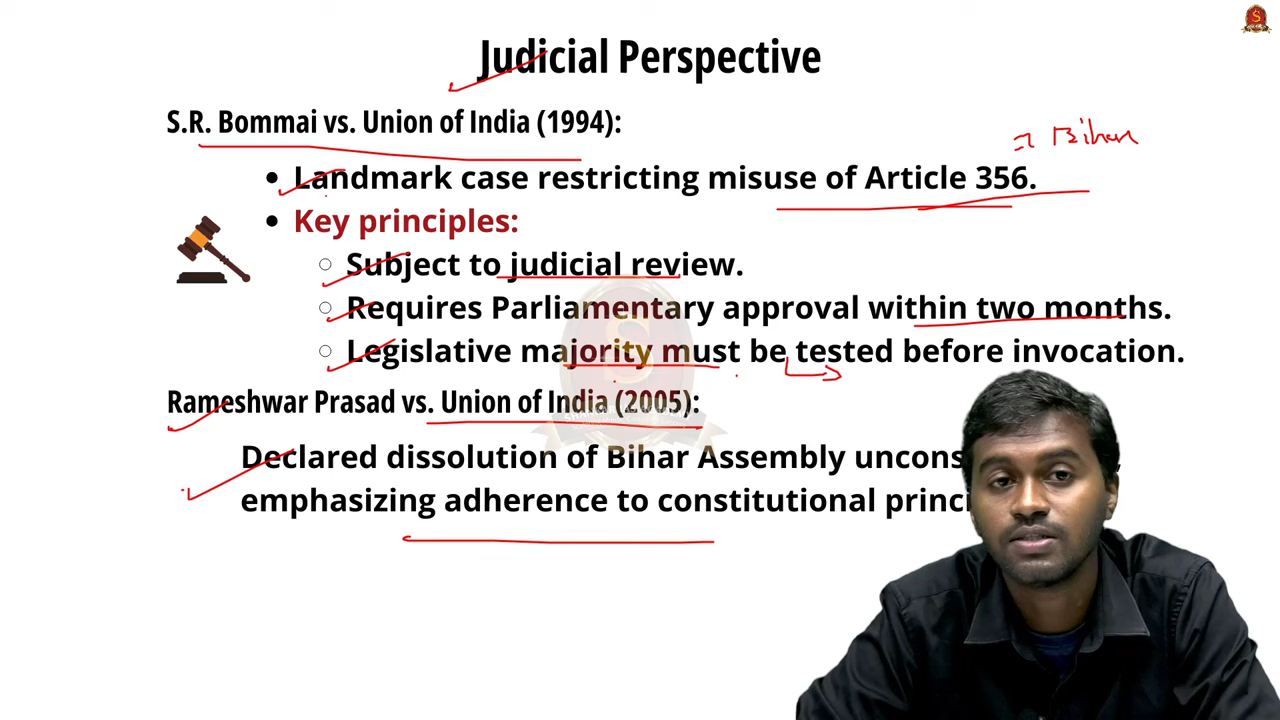 Judicial Perspective
S.R. Bommai vs. Union of India (1994):
Bihar
Landmark case restricting misuse of Article 356.
Key principles:
Subject to judicial review.
Requires Parliamentary approval within two months.
Legislative majority must be tested before invocation.
Rameshwar Prasad vs. Union of India (2005):
Declared dissolution of Bihar Assembly
emphasizing adherence to constitutional